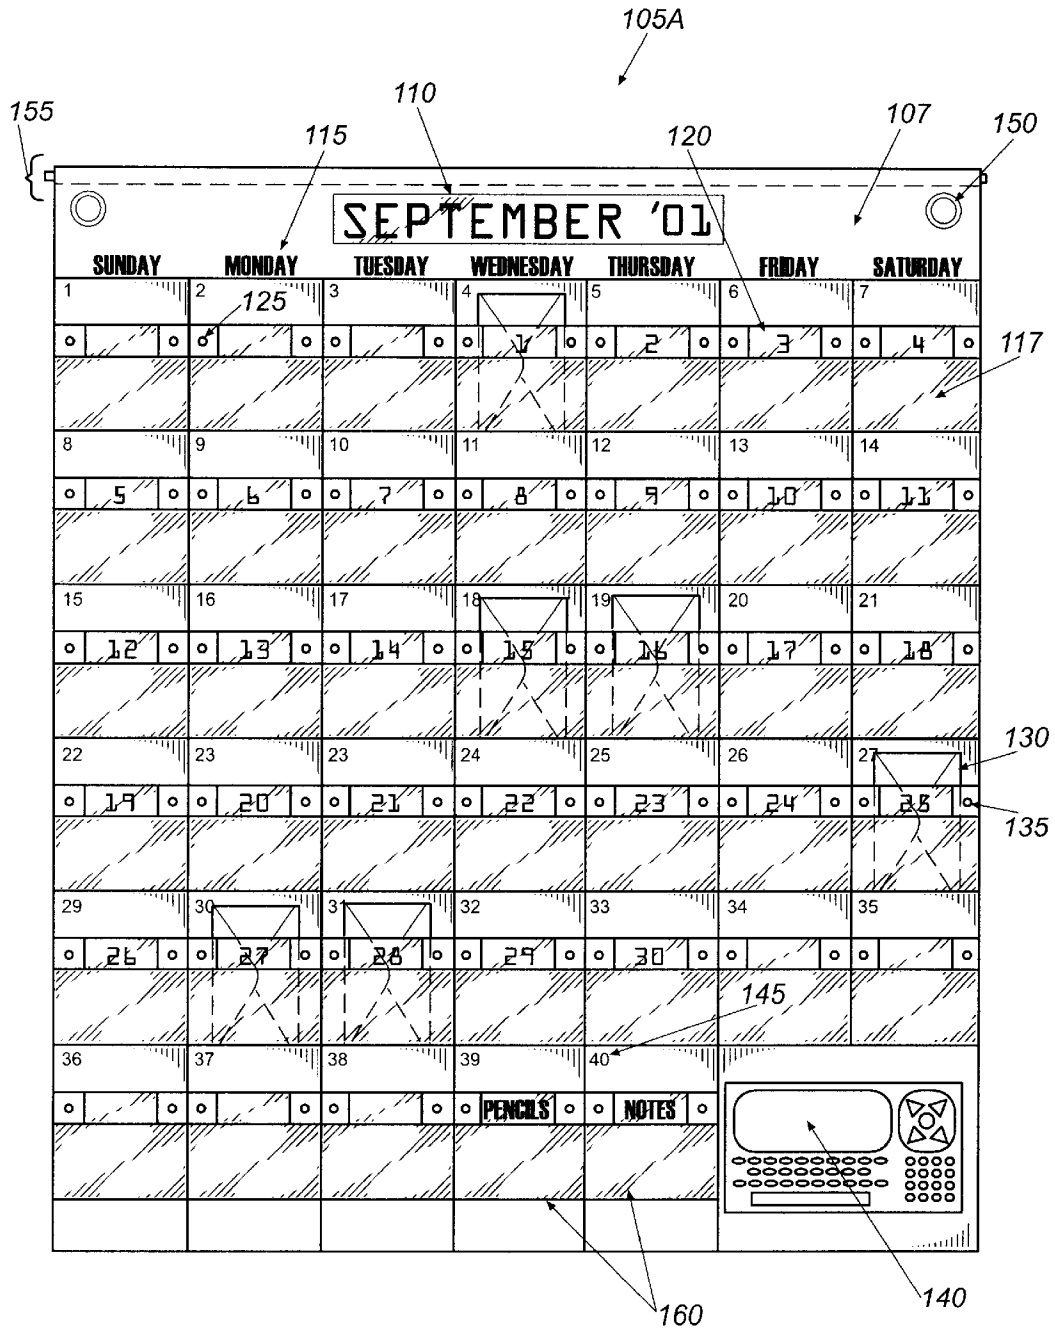 105A
110
155
115
120
107
150
SEPTEMBER '01
SUNDAY MONDAY TUESDAY WEDNESDAY THURSDAY FRIDAY SATURDAY
1 2 3 4 5 6 7
125
1 2 3 4
117
8 9 10 11 12 13 14
5 6 7 8 9 10 11
15 16 17 18 19 20 21
12 13 14 15 16 17 18
22 23 23 24 25 26 27
130
19 20 21 22 23 24 25
135
29 30 31 32 33 34 35
26 27 28 29 30
145
36 37 38 39 40
PENCILS NOTES
140
160